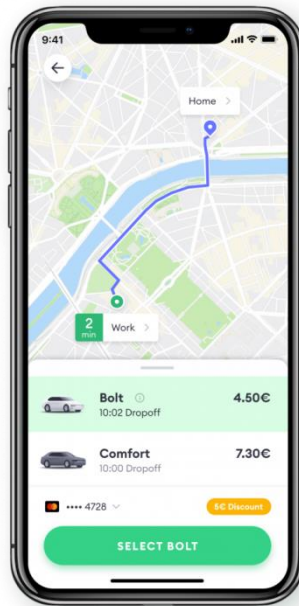 9:41
Home >
2
min
Work >
Bolt
4.50€
10:02 Dropoff
Comfort
7.30€
10:00 Dropoff
•••• 4728
5€ Discount
SELECT BOLT